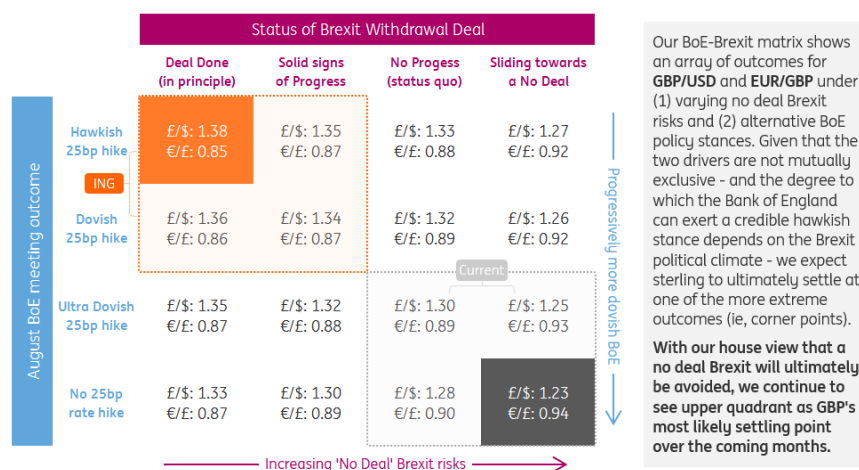 Status of Brexit Withdrawal Deal
Deal Done Solid signs No Progess Sliding towards
(in principle) of Progress (status quo) a No Deal
August BoE meeting outcome
Hawkish £/$: 1.38 £/$: 1.35 £/$: 1.33 £/$: 1.27
25bp hike €/£: 0.85 €/£: 0.87 €/£: 0.88 €/£: 0.92
ING
Dovish £/$: 1.36 £/$: 1.34 £/$: 1.32 £/$: 1.26
25bp hike €/£: 0.86 €/£: 0.87 €/£: 0.89 €/£: 0.92
Current
Ultra Dovish £/$: 1.35 £/$: 1.32 £/$: 1.30 £/$: 1.25
25bp hike €/£: 0.87 €/£: 0.88 €/£: 0.89 €/£: 0.93
No 25bp £/$: 1.33 £/$: 1.30 £/$: 1.28 £/$: 1.23
rate hike €/£: 0.87 €/£: 0.89 €/£: 0.90 €/£: 0.94
Progressively more dovish BoE
Increasing 'No Deal' Brexit risks
Our BoE-Brexit matrix shows
an array of outcomes for
GBP/USD and EUR/GBP under
(1) varying no deal Brexit
risks and (2) alternative BoE
policy stances. Given that the
two drivers are not mutually
exclusive - and the degree to
which the Bank of England
can exert a credible hawkish
stance depends on the Brexit
political climate - we expect
sterling to ultimately settle at
one of the more extreme
outcomes (ie, corner points).
With our house view that a
no deal Brexit will ultimately
be avoided, we continue to
see upper quadrant as GBP's
most likely settling point
over the coming months.